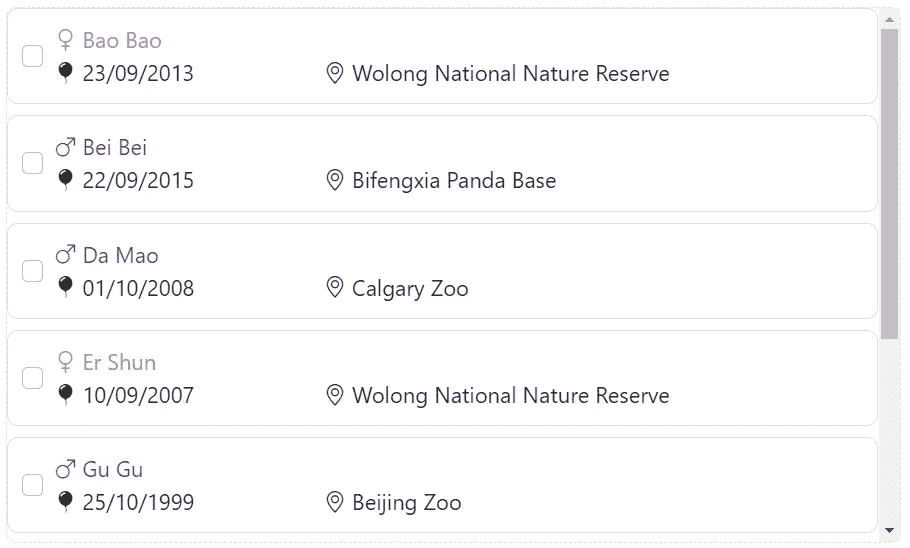 Bao Bao
23/09/2013 Wolong National Nature Reserve
Bei Bei
22/09/2015 Bifengxia Panda Base
Da Mao
01/10/2008 Calgary Zoo
Er Shun
10/09/2007 Wolong National Nature Reserve
Gu Gu
25/10/1999 Beijing Zoo